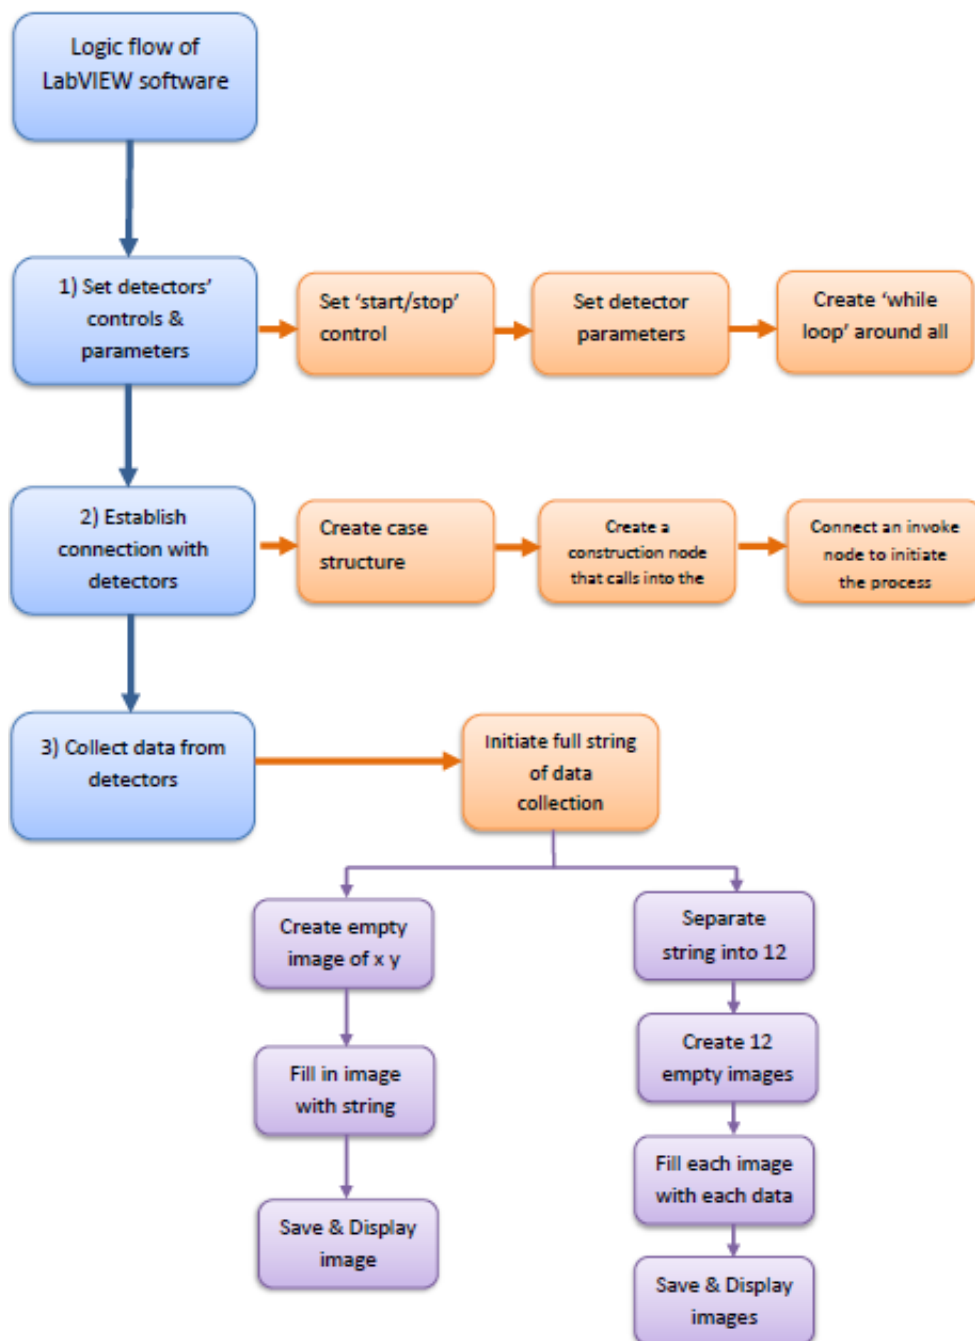 Logic flow of
LabVIEW software
1) Set detectors’
controls &
parameters
Set ‘start/stop’
control
Set detector
parameters
Create ‘while
loop’ around all
2) Establish
connection with
detectors
Create case
structure
Create a
construction node
that calls into the
Connect an invoke
node to initiate
the process
3) Collect data from
detectors
Initiate full string
of data
collection
Create empty
image of x y
Fill in image
with string
Save & Display
image
Separate
string into 12
Create 12
empty images
Fill each image
with each data
Save & Display
images